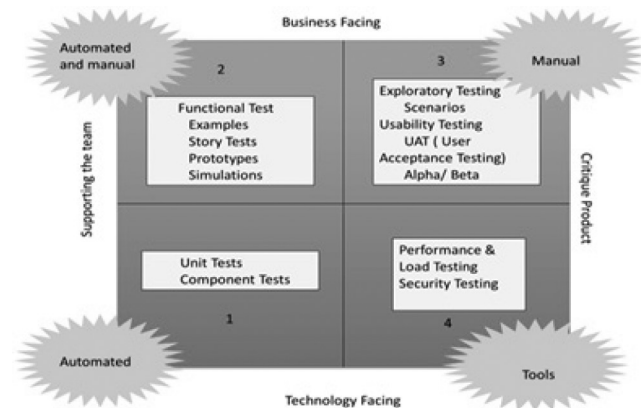 Business Facing
Automated
and manual
2
3
Manual
Functional Test
Examples
Story Tests
Prototypes
Simulations
Exploratory Testing
Scenarios
Usability Testing
UAT ( User
Acceptance Testing)
Alpha/ Beta
Supporting the team
Critique Product
Unit Tests
Component Tests
Performance &
Load Testing
Security Testing
1
4
Automated
Tools
Technology Facing